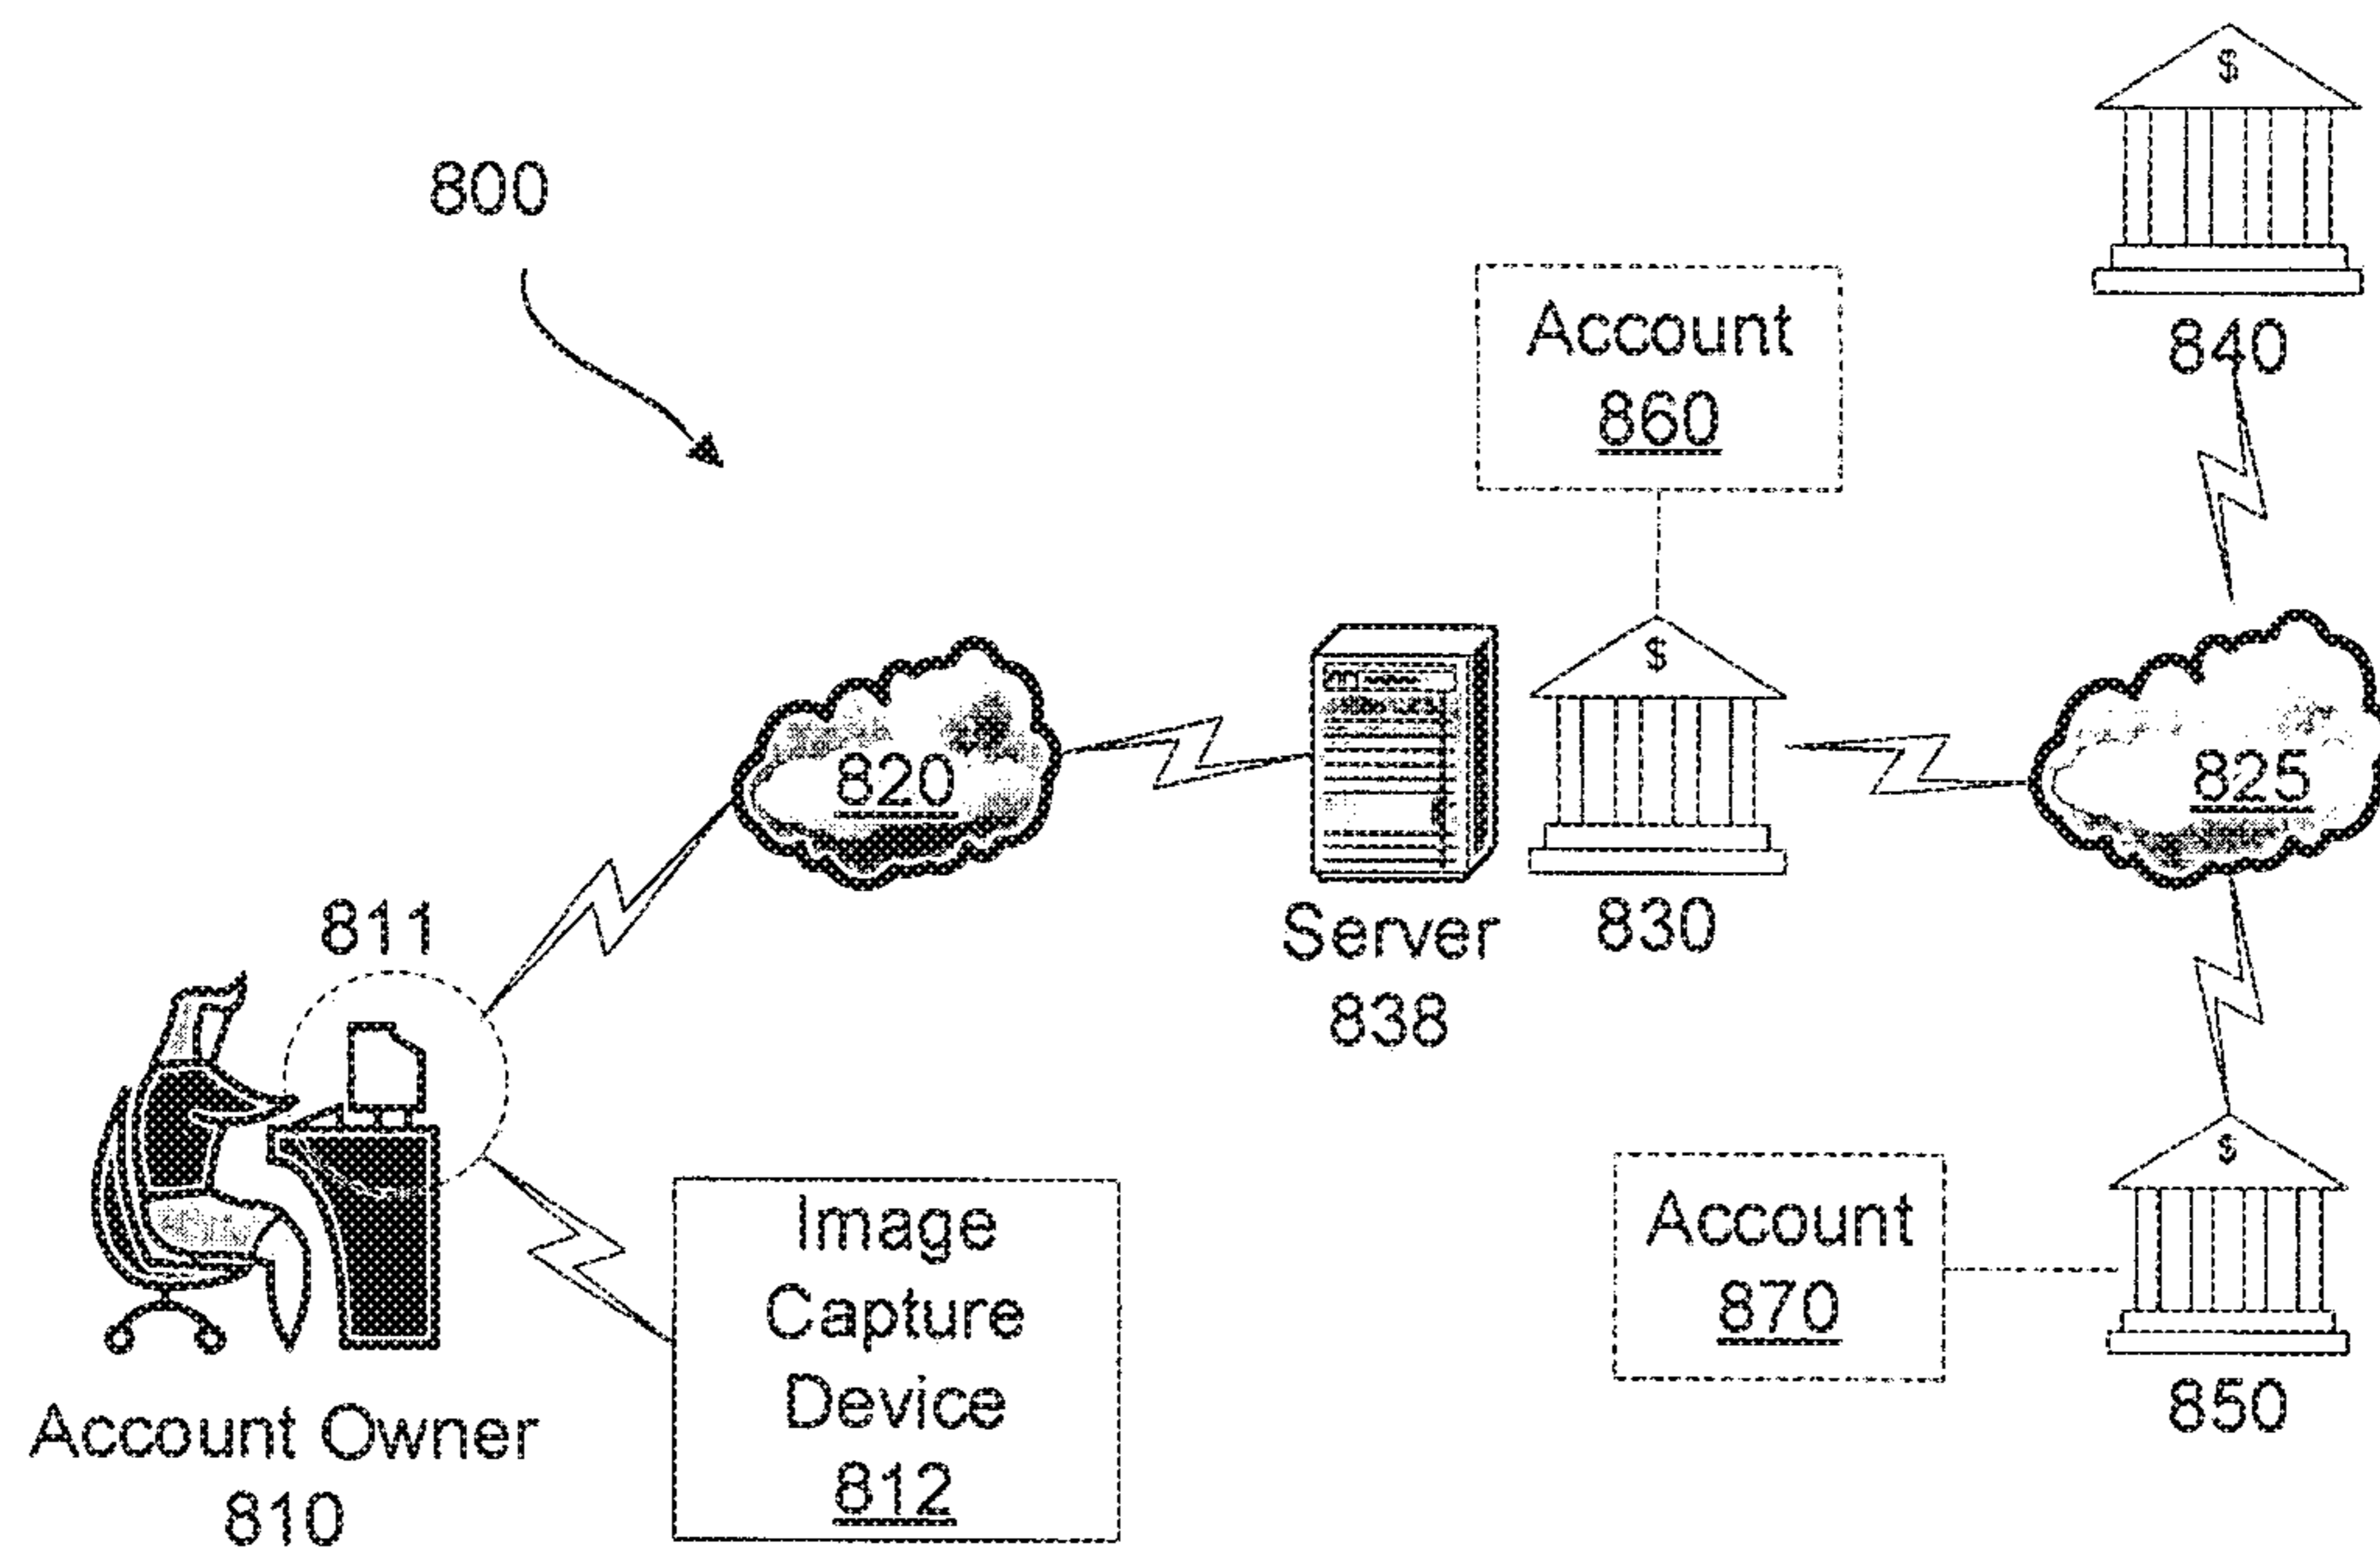 $
800
840
Account
860
$
820
825
Server
838
830
811
Account
870
$
850
Image
Capture
Device
812
Account Owner
810